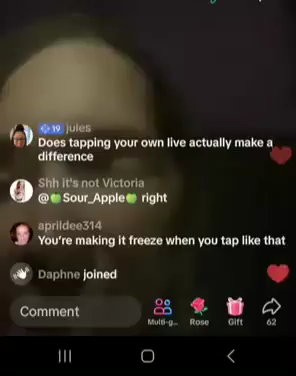 19 jules
Does tapping your own live actually make a
difference
Shh it's not Victoria
@🍏Sour_Apple🍏 right
aprildee314
You're making it freeze when you tap like that
Daphne joined
Comment
Multi-g...
Rose
Gift
62